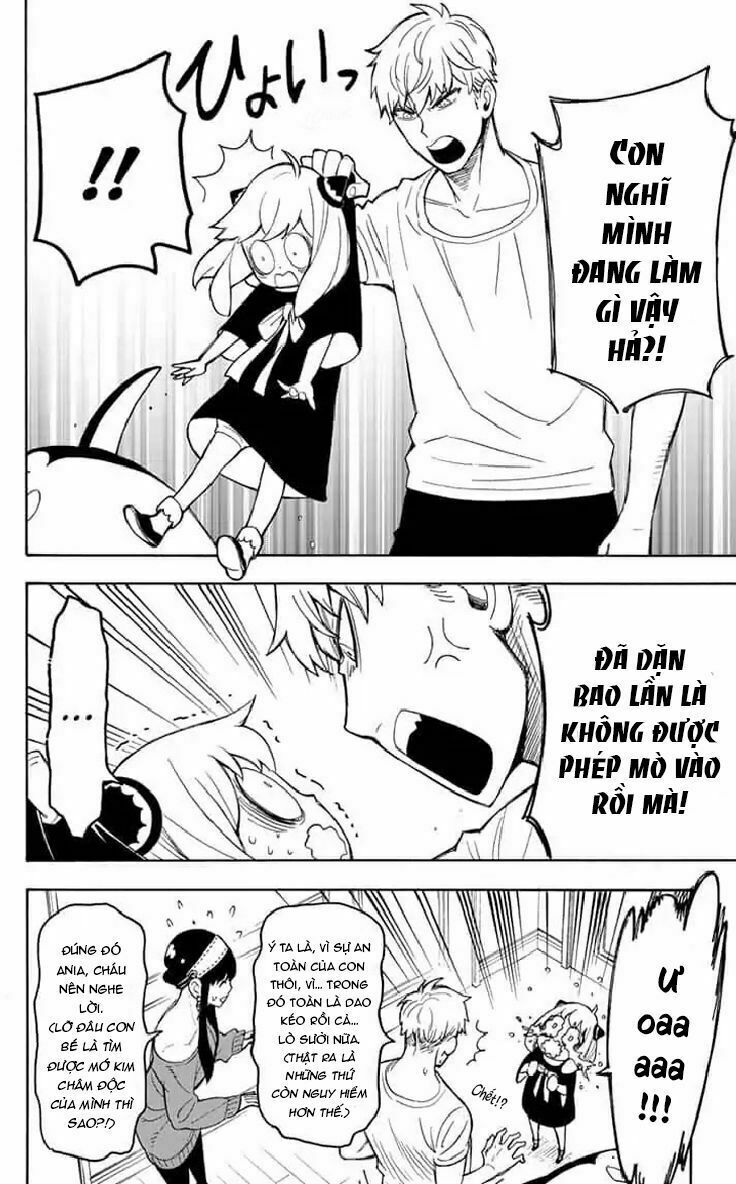 CON
NGHĨ
MÌNH
ĐANG LÀM
GÌ VẬY
HẢ?!
ひょいっ
!!
ĐÃ DẶN
BAO LẦN LÀ
KHÔNG ĐƯỢC
PHÉP MÒ VÀO
RỒI MÀ!
...
Ư
OAA
AAA
!!!
Ý TA LÀ, VÌ SỰ AN
TOÀN CỦA CON
THÔI, VÌ... TRONG
ĐÓ TOÀN LÀ DAO
KÉO RỒI CẢ...
LÒ SƯỞI NỮA
(THẬT RA LÀ
NHỮNG THỨ
CÒN NGUY HIỂM
HƠN THẾ.)
Chết!?
ĐÚNG ĐÓ
ANIA, CHÁU
NÊN NGHE
LỜI.
(LỠ ĐÂU CON
BÉ LÀ TÌM
ĐƯỢC MỚ KIM
CHÂM ĐỘC
CỦA MÌNH THÌ
SAO?!)